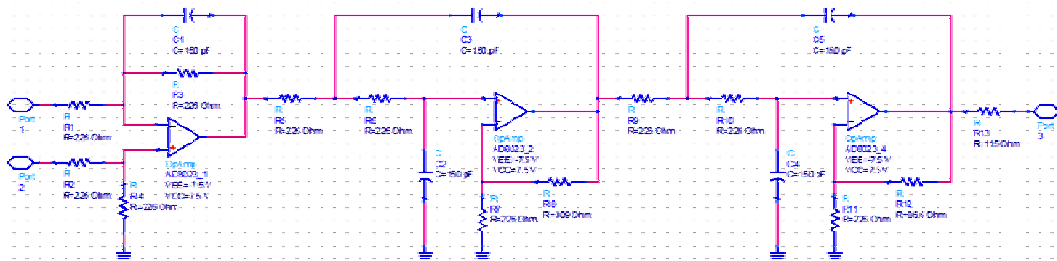 C
C1
C=150 pF
R
R3
R=226 Ohm
Port
1
R
R1
R=226 Ohm
Port
2
R
R2
R=226 Ohm
OpAmp
AD8023_1
VEE=-7.5 V
VCC=7.5 V
R
R4
R=226 Ohm
C
C3
C=150 pF
R
R5
R=226 Ohm
R
R6
R=226 Ohm
C
C2
C=150 pF
OpAmp
AD8023_2
VEE=-7.5 V
VCC=7.5 V
R
R7
R=226 Ohm
R
R8
R
R9
R=226 Ohm
R
R10
R=226 Ohm
C
C5
C=150 pF
C
C4
C=150 pF
OpAmp
AD8023_4
VEE=-7.5 V
VCC=7.5 V
R
R11
R=226 Ohm
R
R12
R
R13
Port
3